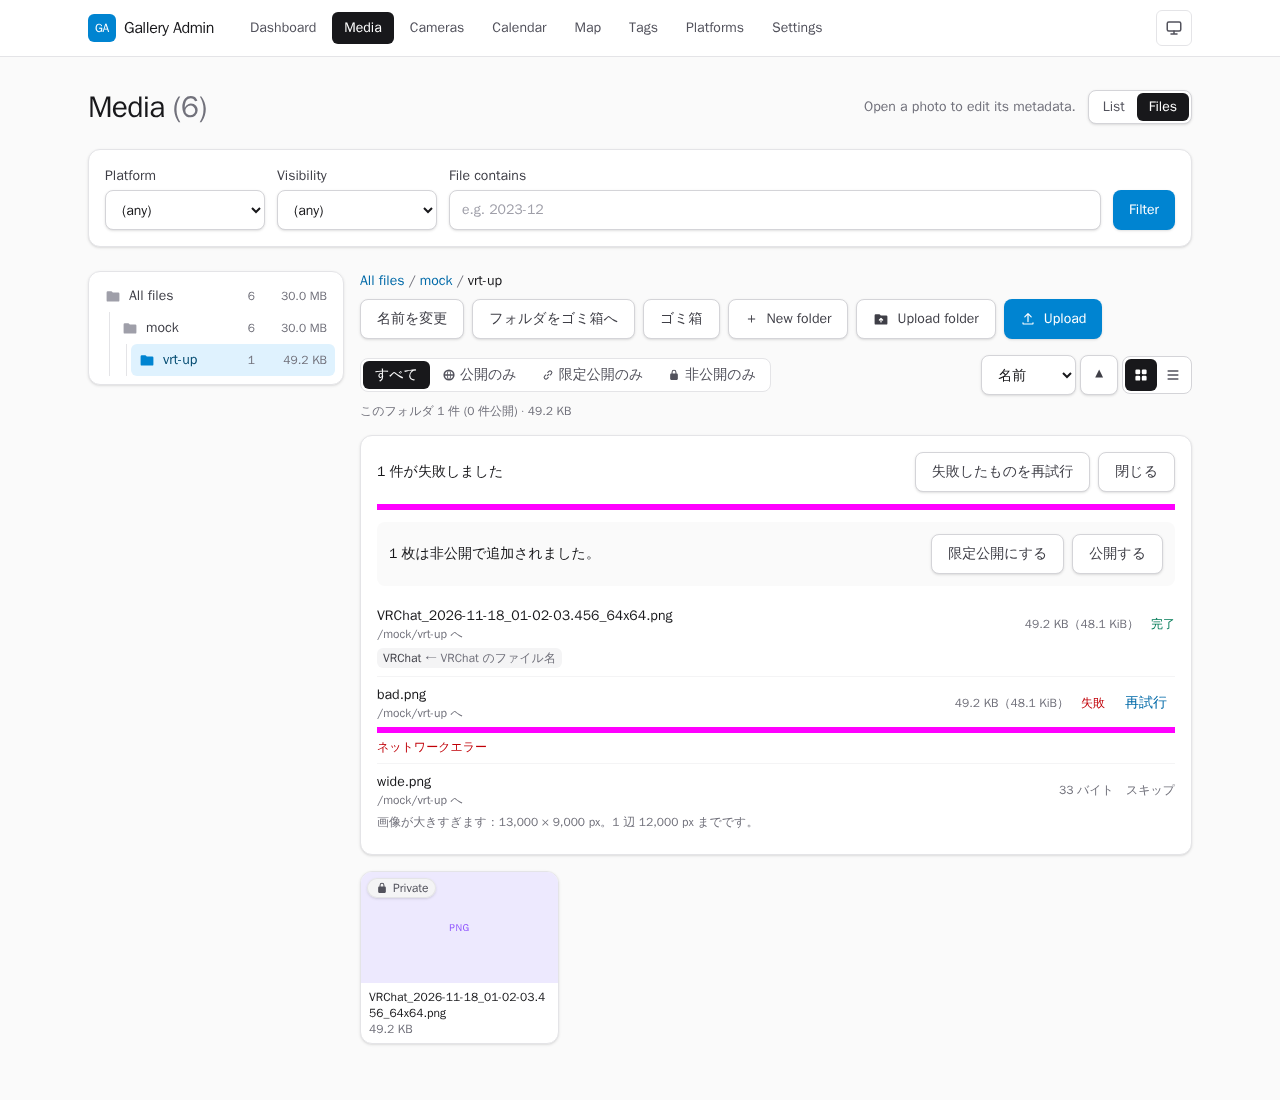 GA Gallery Admin Dashboard Media Cameras Calendar Map Tags Platforms Settings
Media (6)
Open a photo to edit its metadata. List Files
Platform Visibility File contains
(any) (any) e.g. 2023-12 Filter
All files 6 30.0 MB
mock 6 30.0 MB
vrt-up 1 49.2 KB
All files / mock / vrt-up
名前を変更 フォルダをゴミ箱へ ゴミ箱 + New folder Upload folder Upload
すべて 公開のみ 限定公開のみ 非公開のみ 名前 ▲
このフォルダ 1 件 (0 件公開) · 49.2 KB
1 件が失敗しました 失敗したものを再試行 閉じる
1 枚は非公開で追加されました。 限定公開にする 公開する
VRChat_2026-11-18_01-02-03.456_64x64.png
/mock/vrt-up へ
49.2 KB（48.1 KiB） 完了
VRChat ← VRChat のファイル名
bad.png
/mock/vrt-up へ
49.2 KB（48.1 KiB） 失敗 再試行
ネットワークエラー
wide.png
/mock/vrt-up へ
33 バイト スキップ
画像が大きすぎます：13,000 × 9,000 px。1 辺 12,000 px までです。
Private
PNG
VRChat_2026-11-18_01-02-03.4
56_64x64.png
49.2 KB